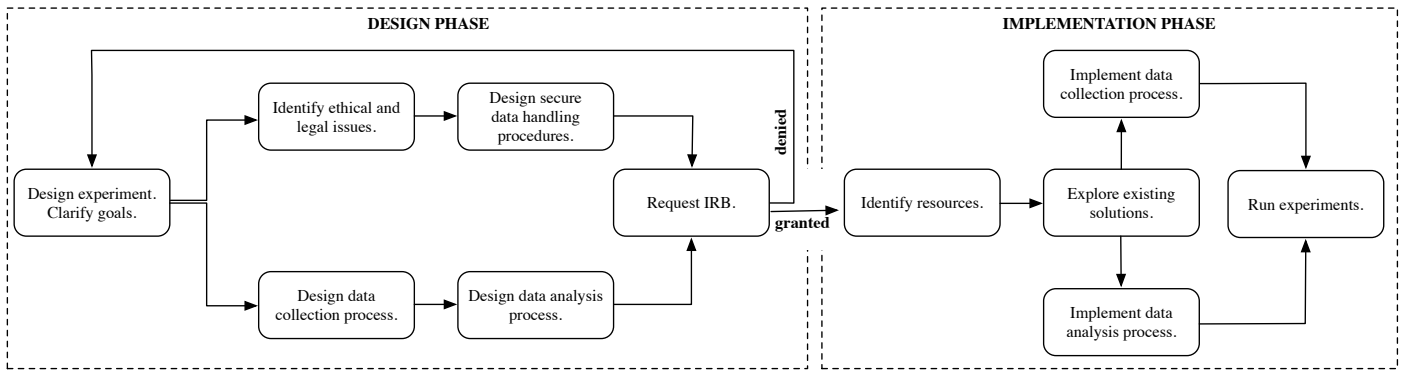 DESIGN PHASE
Design experiment.
Clarify goals.
Identify ethical and
legal issues.
Design secure
data handling
procedures.
Design data
collection process.
Design data analysis
process.
Request IRB.
denied
granted
IMPLEMENTATION PHASE
Identify resources.
Explore existing
solutions.
Implement data
collection process.
Implement data
analysis process.
Run experiments.